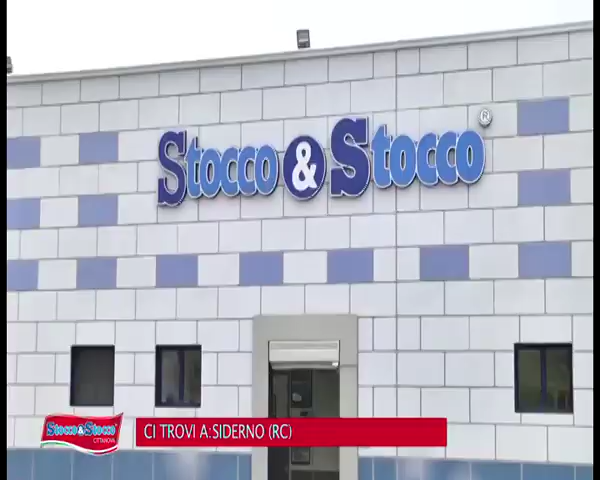 Stocco & Stocco ®
Stocco & Stocco
CITTANOVA
CI TROVI A:SIDERNO (RC)